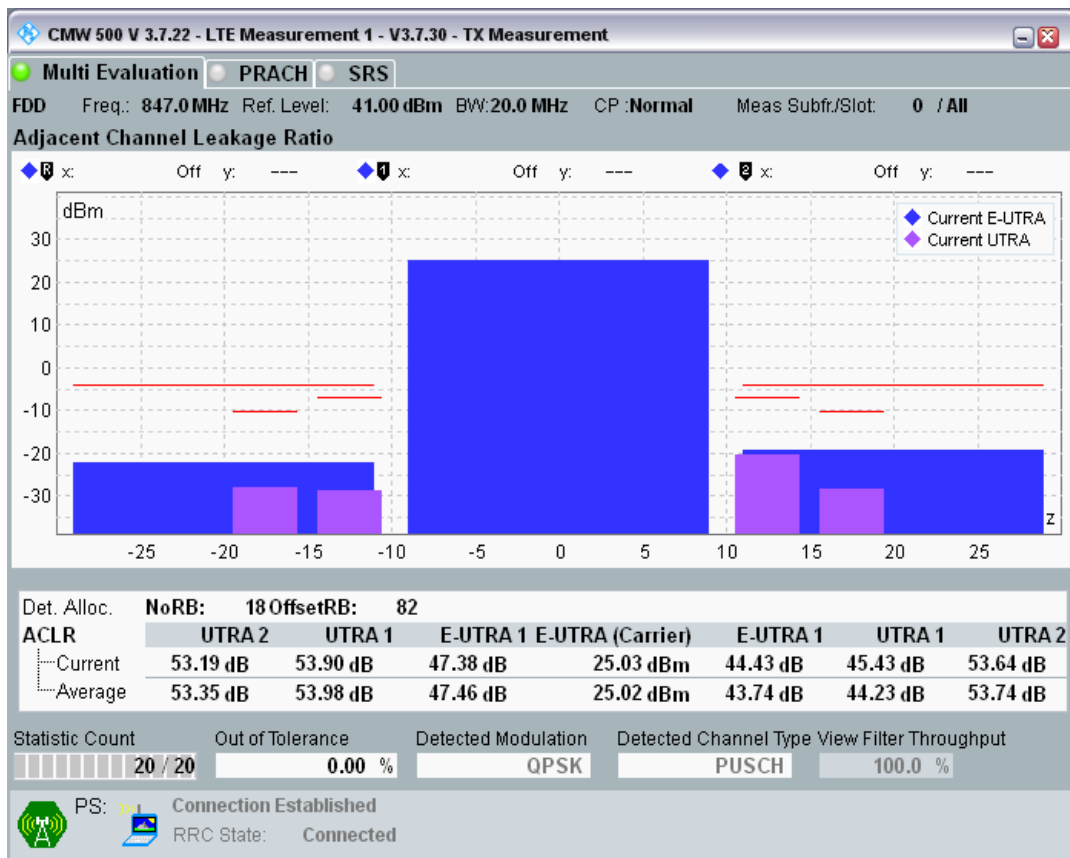 CMW 500 V 3.7.22 - LTE Measurement 1 - V3.7.30 - TX Measurement
Multi Evaluation PRACH SRS
FDD Freq.: 847.0 MHz Ref. Level: 41.00 dBm BW:20.0 MHz CP :Normal Meas Subfr./Slot: 0 / All
Adjacent Channel Leakage Ratio
R x: Off y: --- 1 x: Off y: --- 2 x: Off y: ---
dBm
Current E-UTRA
Current UTRA
30
20
10
0
-10
-20
-30
z
-25 -20 -15 -10 -5 0 5 10 15 20 25
Det. Alloc. NoRB: 18 OffsetRB: 82
ACLR UTRA 2 UTRA 1 E-UTRA 1 E-UTRA (Carrier) E-UTRA 1 UTRA 1 UTRA 2
Current 53.19 dB 53.90 dB 47.38 dB 25.03 dBm 44.43 dB 45.43 dB 53.64 dB
Average 53.35 dB 53.98 dB 47.46 dB 25.02 dBm 43.74 dB 44.23 dB 53.74 dB
Statistic Count Out of Tolerance Detected Modulation Detected Channel Type View Filter Throughput
20 / 20 0.00 % QPSK PUSCH 100.0 %
PS: Connection Established
RRC State: Connected